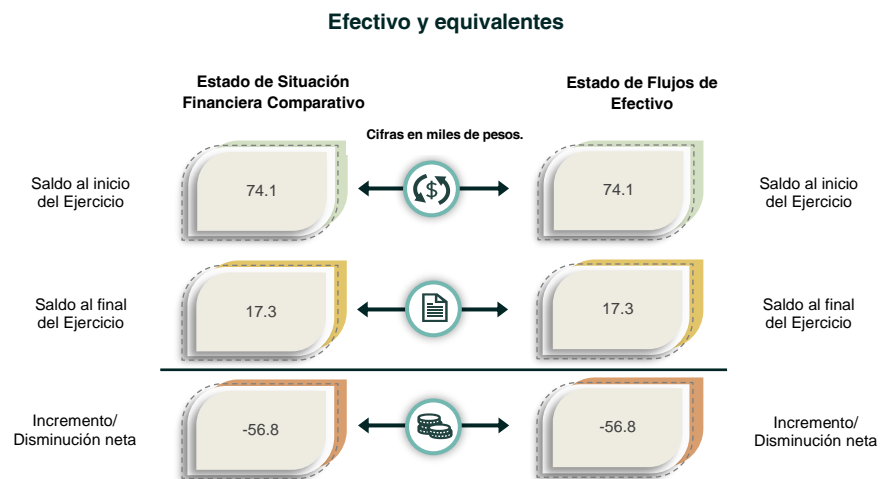 Efectivo y equivalentes
Estado de Situación
Financiera Comparativo
Estado de Flujos de
Efectivo
Cifras en miles de pesos.
Saldo al inicio
del Ejercicio
74.1
$
74.1
Saldo al inicio
del Ejercicio
Saldo al final
del Ejercicio
17.3
17.3
Saldo al final
del Ejercicio
Incremento/
Disminución neta
-56.8
-56.8
Incremento/
Disminución neta